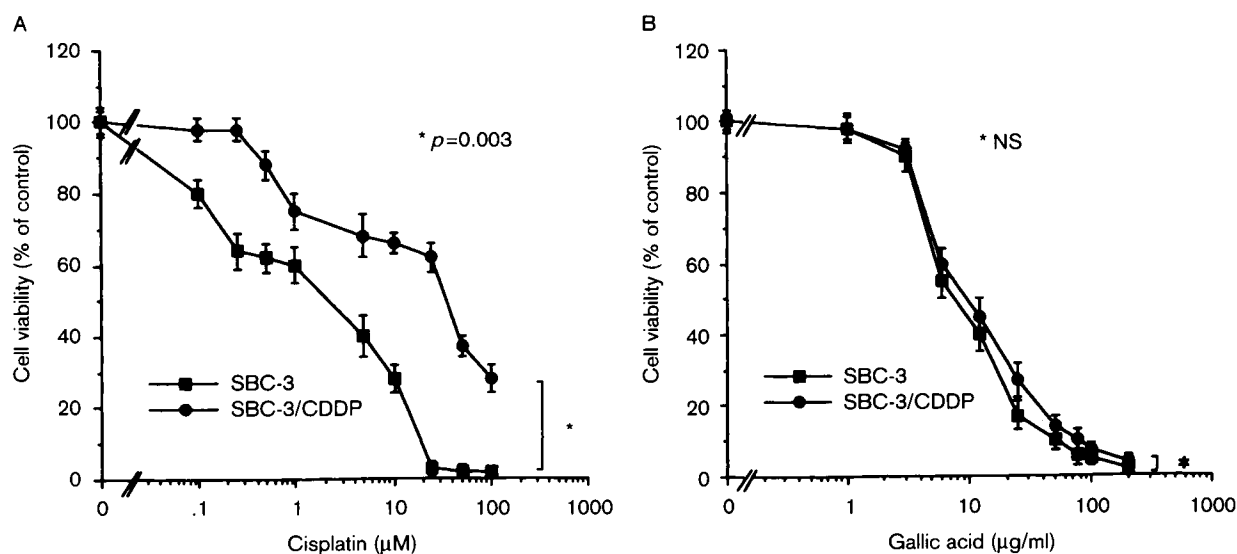 A
120
100
80
60
40
20
0
Cell viability (% of control)
* p=0.003
SBC-3
SBC-3/CDDP
*
0 .1 1 10 100 1000
Cisplatin (μM)
B
120
100
80
60
40
20
0
Cell viability (% of control)
* NS
SBC-3
SBC-3/CDDP
*
0 1 10 100 1000
Gallic acid (μg/ml)